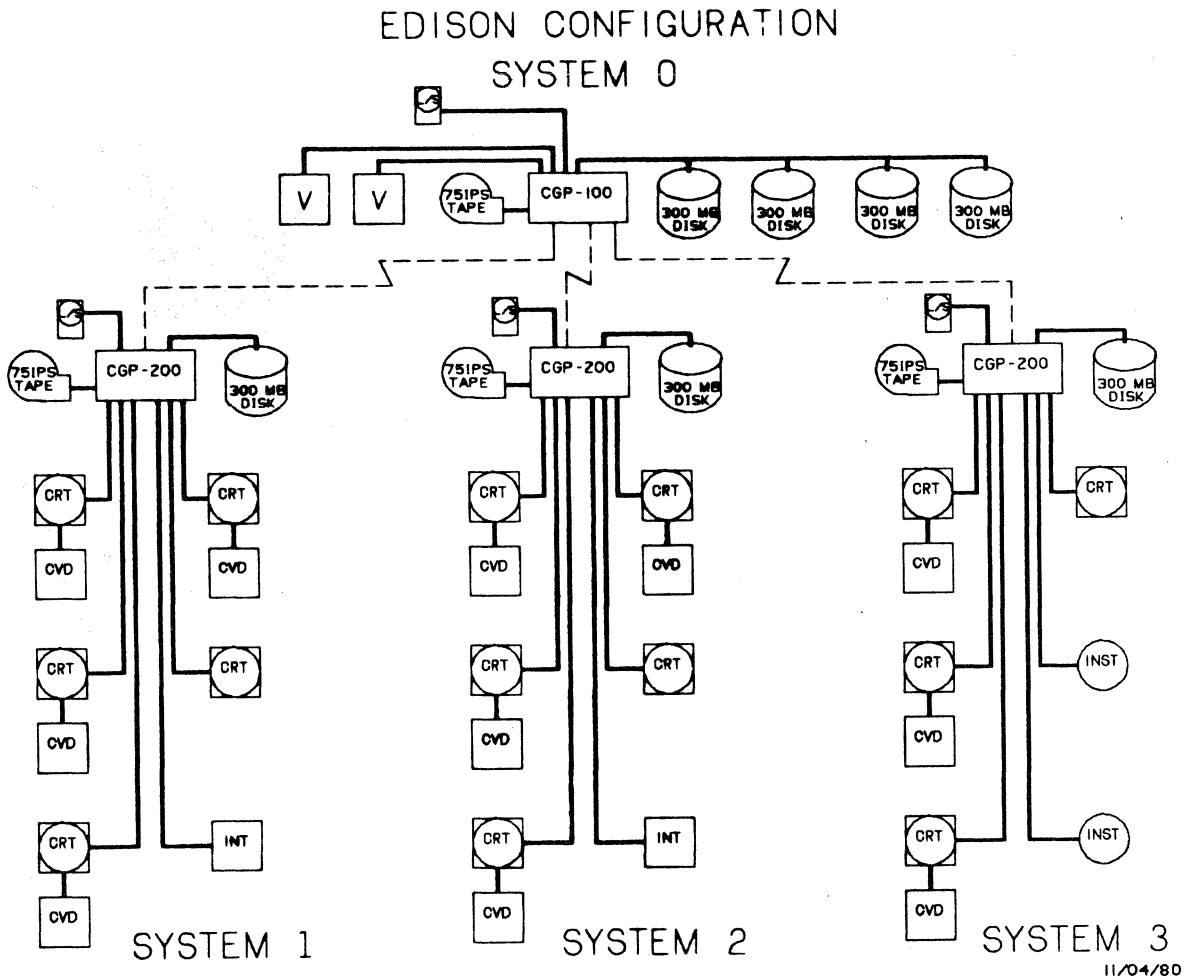 EDISON CONFIGURATION
SYSTEM 0
V
V
75IPS
TAPE
CGP-100
300 MB
DISK
300 MB
DISK
300 MB
DISK
300 MB
DISK
75IPS
TAPE
CGP-200
300 MB
DISK
CRT
CRT
CVD
CVD
CRT
CRT
CVD
CRT
INT
CVD
SYSTEM 1
75IPS
TAPE
CGP-200
300 MB
DISK
CRT
CRT
CVD
CVD
CRT
CRT
CVD
CRT
INT
CVD
SYSTEM 2
75IPS
TAPE
CGP-200
300 MB
DISK
CRT
CRT
CVD
CRT
INST
CVD
CRT
INST
CVD
SYSTEM 3
11/04/80